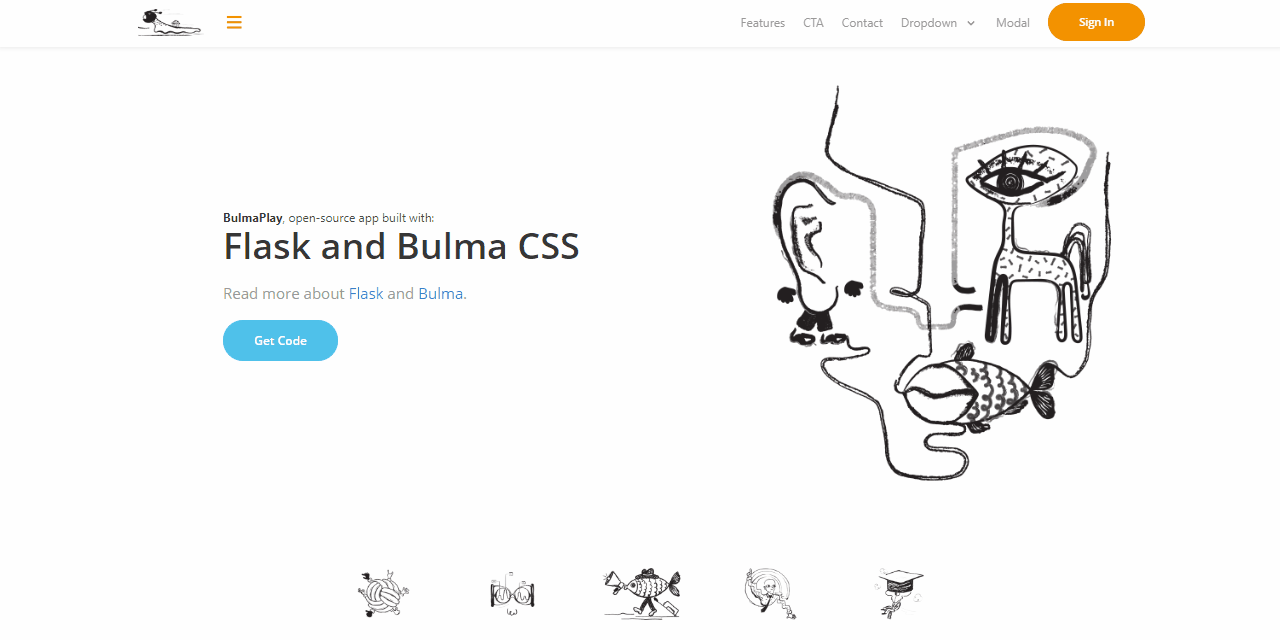 Features CTA Contact Dropdown Modal Sign In
BulmaPlay, open-source app built with:
Flask and Bulma CSS
Read more about Flask and Bulma.
Get Code